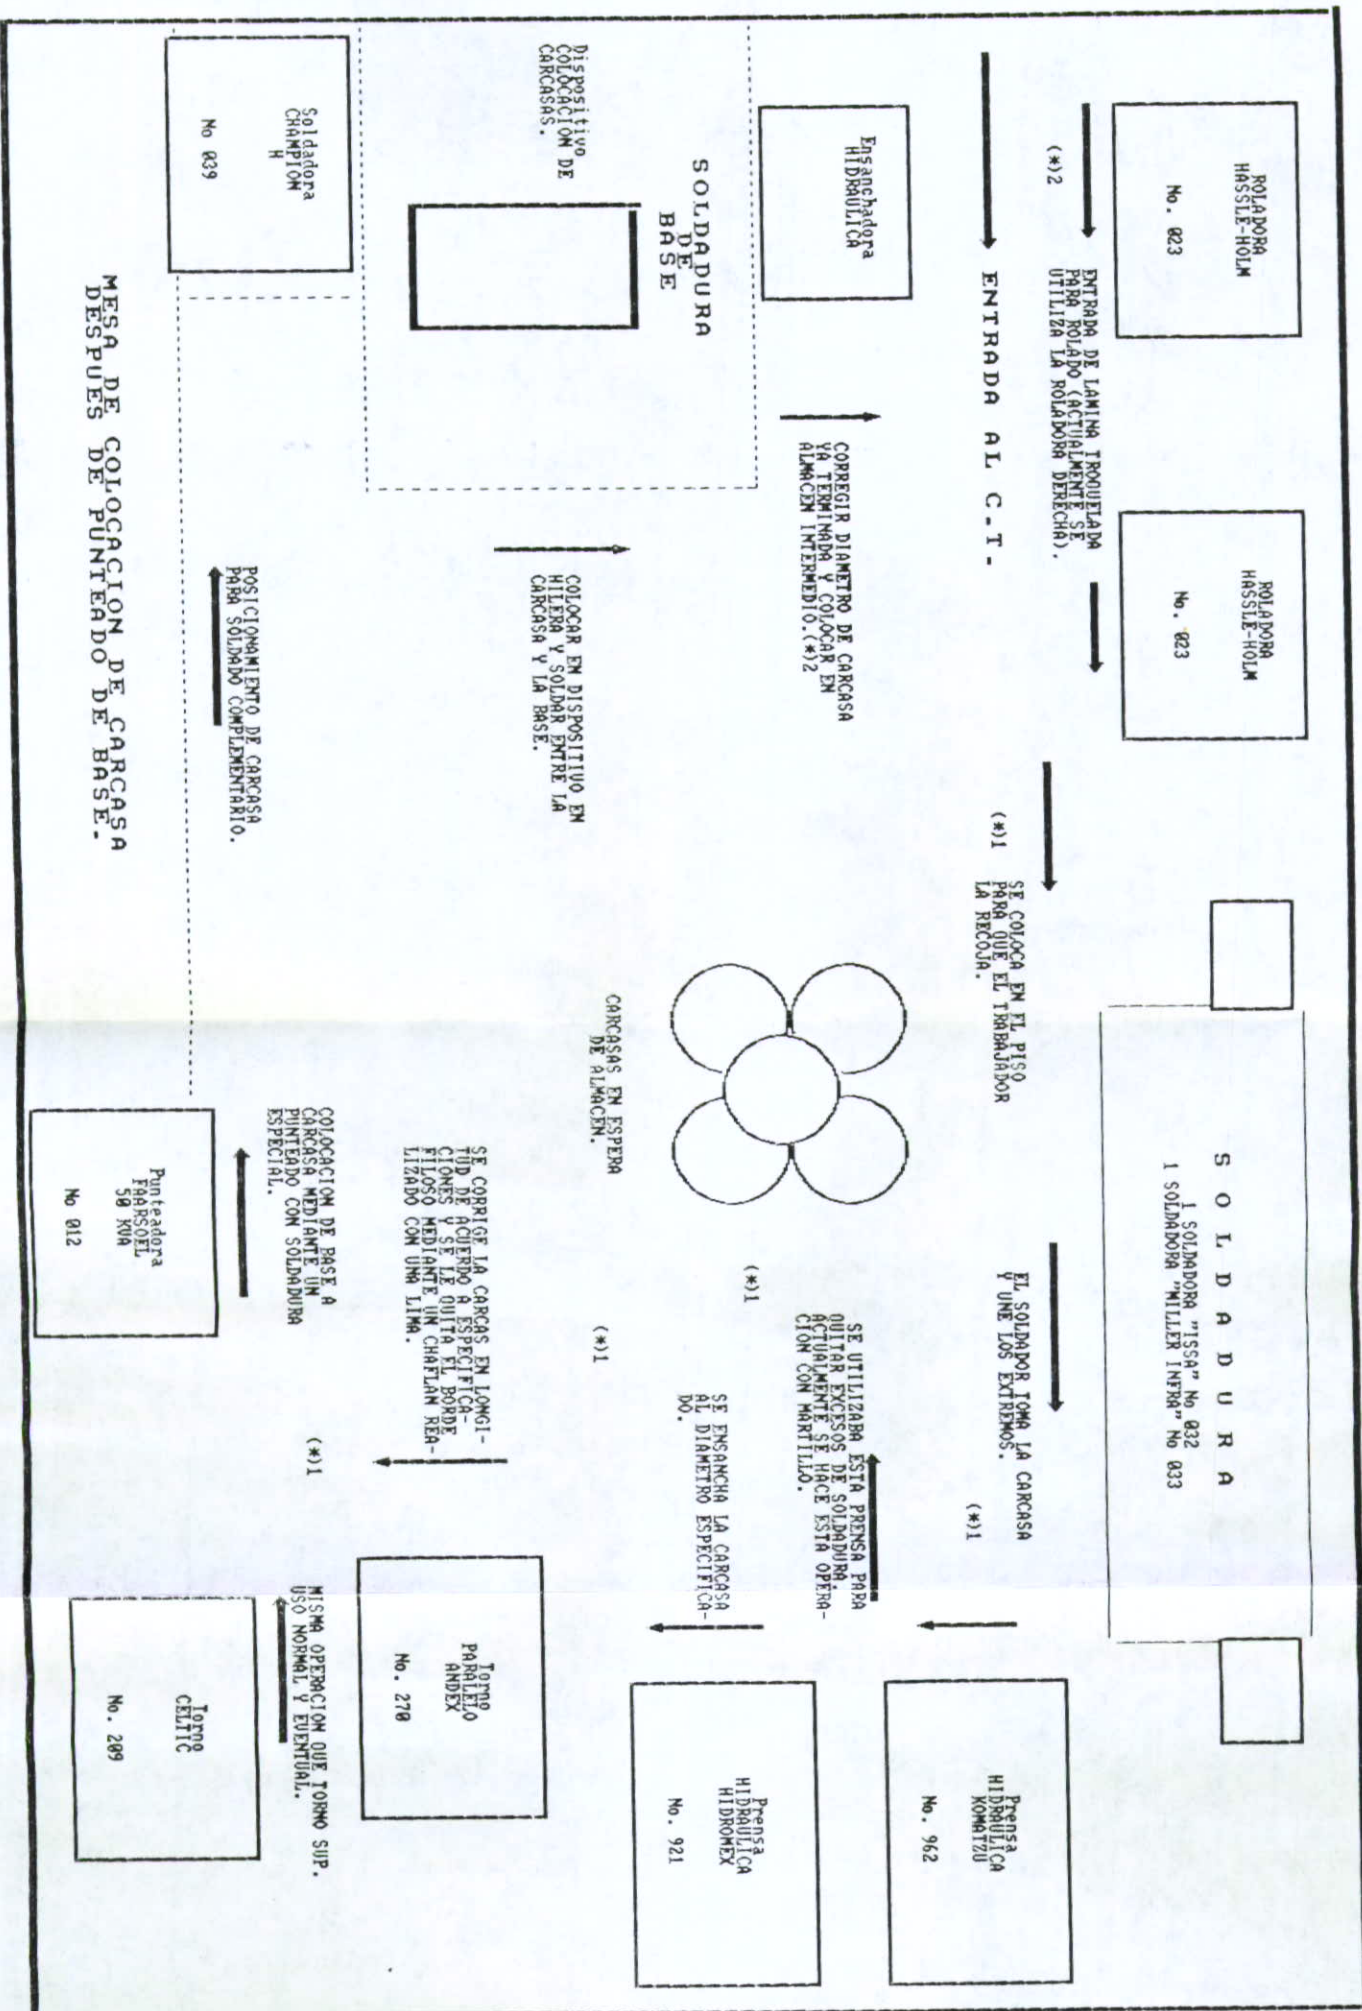 ROLADORA
HASSLE-HOLM
No. 023
ROLADORA
HASSLE-HOLM
No. 023
S O L D A D U R A
1 SOLDADORA "TISSA" No 032
1 SOLDADORA "MILLER INFRA" No 033
(*)2
ENTRADA DE LAMINA TROQUELADA
PARA ROLADO (ACTUALMENTE SE
UTILIZA LA ROLADORA DERECHA).
ENTRADA AL C.T.
(*)1
SE COLOCA EN EL PISO
PARA QUE EL TRABAJADOR
LA RECOJA.
EL SOLDADOR TOMA LA CARCASA
Y UNE LOS EXTREMOS.
(*)1
Prensa
HIDRAULICA
KOMATZU
No. 962
Ensanchadora
HIDRAULICA
CORREGIR DIAMETRO DE CARCASA
YA TERMINADA Y COLOCAR EN
ALMACEN INTERMEDIO.(*)2
SE UTILIZARA ESTA PRENSA PARA
QUITAR EXCESOS DE SOLDADURA.
ACTUALMENTE SE HACE ESTA OPERA-
CION CON MARTILLO.
(*)1
SE ENSANCHA LA CARCASA
AL DIAMETRO ESPECIFICA-
DO.
Prensa
HIDRAULICA
HIDROMEX
No. 921
SOLDADURA
DE
BASE
Dispositivo
COLOCACION DE
CARCASAS.
COLOCAR EN DISPOSITIVO EN
HILERA Y SOLDAR ENTRE LA
CARCASA Y LA BASE.
CARCASAS EN ESPERA
DE ALMACEN.
(*)1
SE CORRIGE LA CARCAS EN LONGI-
TUD DE ACUERDO A ESPECIFICA-
CIONES Y SE LE QUITA EL BORDE
FILOSO MEDIANTE UN CHAFLAN REA-
LIZADO CON UNA LIMA.
Torno
PARALELO
ANDEX
No. 270
Soldadora
CHAMPION
H
No 039
POSICIONAMIENTO DE CARCASA
PARA SOLDADO COMPLEMENTARIO.
COLOCACION DE BASE A
CARCASA MEDIANTE UN
PUNTEADO CON SOLDADURA
ESPECIAL.
(*)1
MISMA OPERACION QUE TORNO SUP.
USO NORMAL Y EVENTUAL.
MESA DE COLOCACION DE CARCASA
DESPUES DE PUNTEADO DE BASE.
Punteadora
FARSOEL
50 KVA
No 012
Torno
CELTIC
No. 209